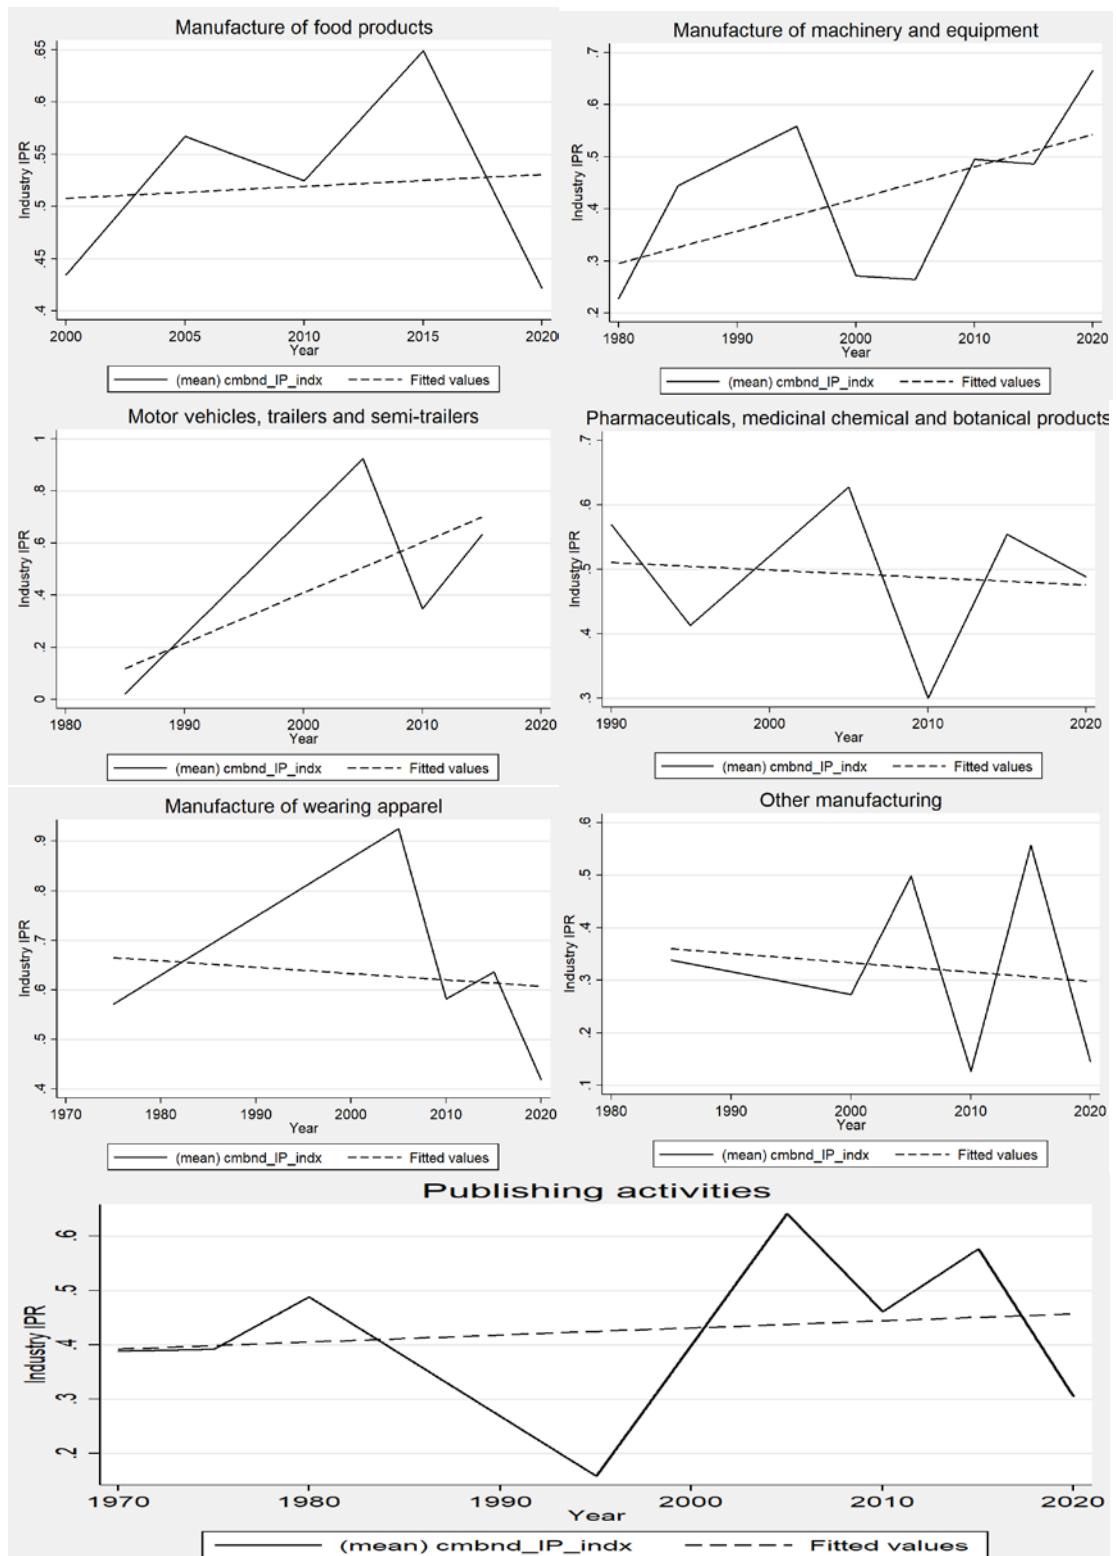 Manufacture of food products
Industry IPR
.65
.6
.55
.5
.45
.4
2000 2005 2010 2015 2020
Year
(mean) cmbnd_IP_indx Fitted values
Manufacture of machinery and equipment
Industry IPR
.7
.6
.5
.4
.3
.2
1980 1990 2000 2010 2020
Year
(mean) cmbnd_IP_indx Fitted values
Motor vehicles, trailers and semi-trailers
Industry IPR
1
.8
.6
.4
.2
0
1980 1990 2000 2010 2020
Year
(mean) cmbnd_IP_indx Fitted values
Pharmaceuticals, medicinal chemical and botanical products
Industry IPR
.7
.6
.5
.4
.3
1990 2000 2010 2020
Year
(mean) cmbnd_IP_indx Fitted values
Manufacture of wearing apparel
Industry IPR
.9
.8
.7
.6
.5
.4
1970 1980 1990 2000 2010 2020
Year
(mean) cmbnd_IP_indx Fitted values
Other manufacturing
Industry IPR
.6
.5
.4
.3
.2
.1
1980 1990 2000 2010 2020
Year
(mean) cmbnd_IP_indx Fitted values
Publishing activities
Industry IPR
.6
.5
.4
.3
.2
1970 1980 1990 2000 2010 2020
Year
(mean) cmbnd_IP_indx Fitted values